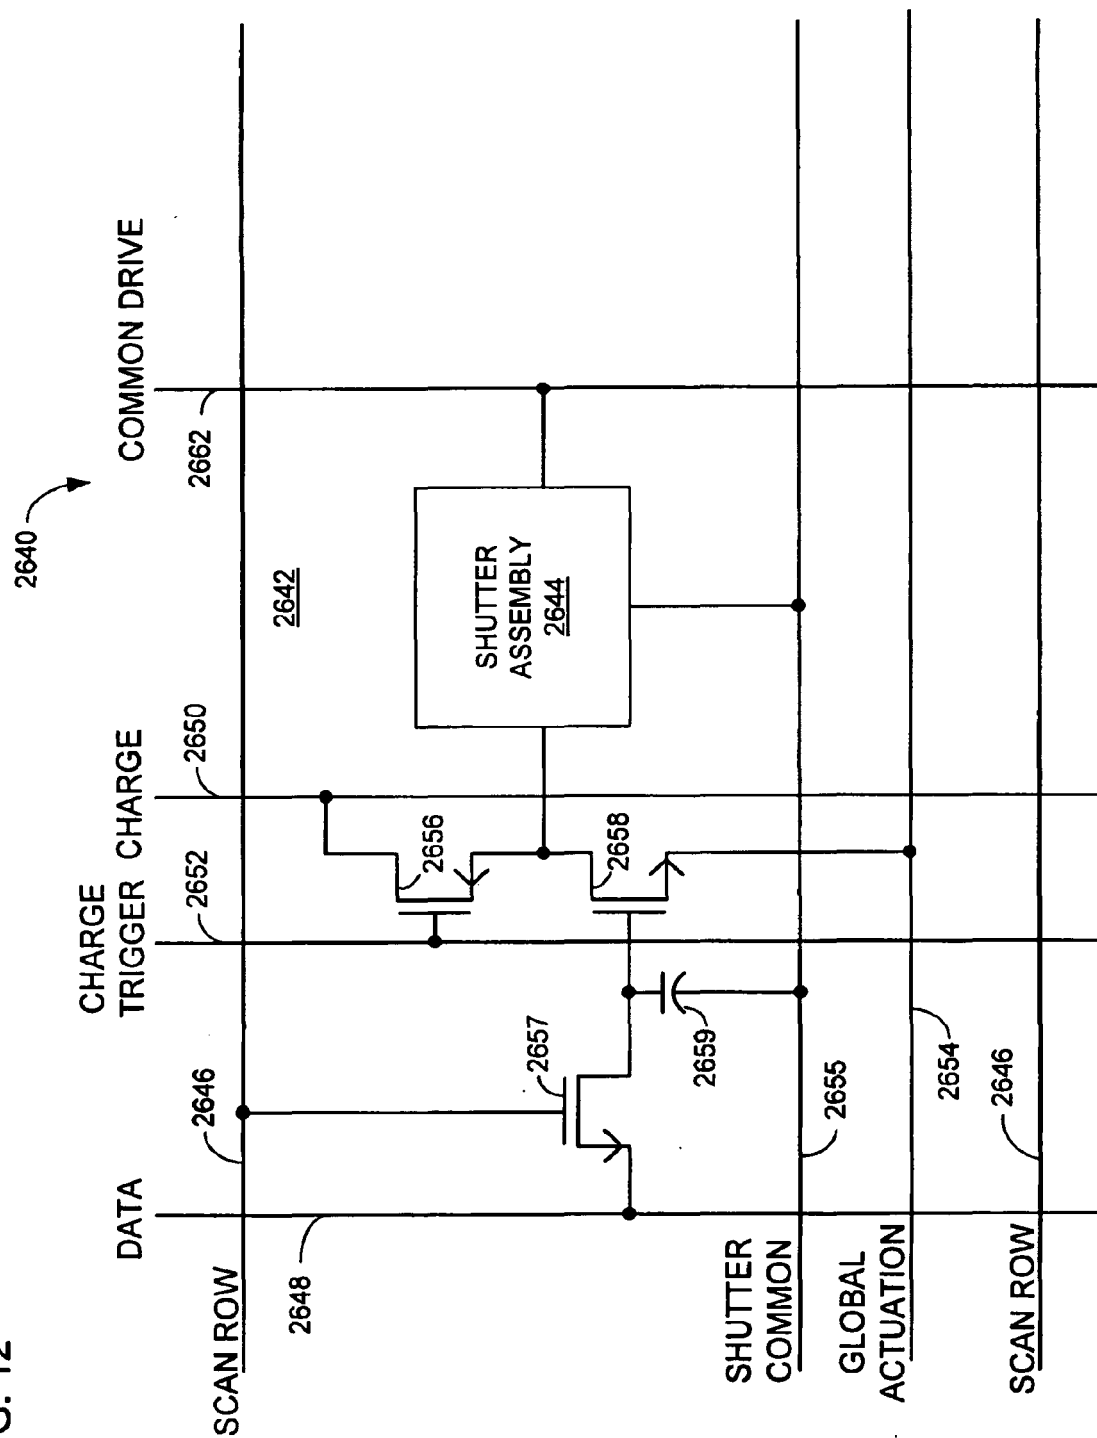 2640
COMMON DRIVE
2662
2642
SHUTTER
ASSEMBLY
2644
CHARGE
2650
CHARGE
TRIGGER
2652
2656
2658
DATA
2646
2657
2659
2655
2654
2646
SCAN ROW
2648
SHUTTER
COMMON
GLOBAL
ACTUATION
SCAN ROW